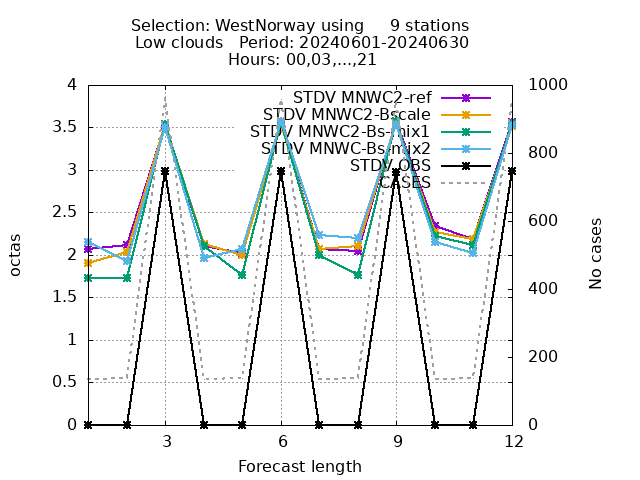 Selection: WestNorway using 9 stations
Low clouds Period: 20240601-20240630
Hours: 00,03,...,21
STDV MNWC2-ref
STDV MNWC2-Bscale
STDV MNWC2-Bs-mix1
STDV MNWC-Bs-mix2
STDV OBS
CASES
4
3.5
3
2.5
2
1.5
1
0.5
0
octas
1000
800
600
400
200
0
No cases
3
6
9
12
Forecast length